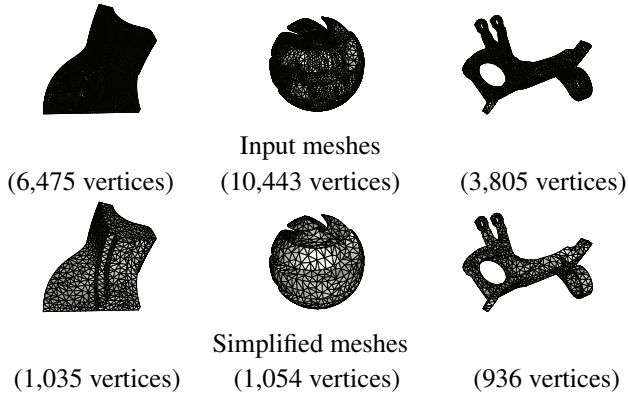 Input meshes
(6,475 vertices) (10,443 vertices) (3,805 vertices)
Simplified meshes
(1,035 vertices) (1,054 vertices) (936 vertices)